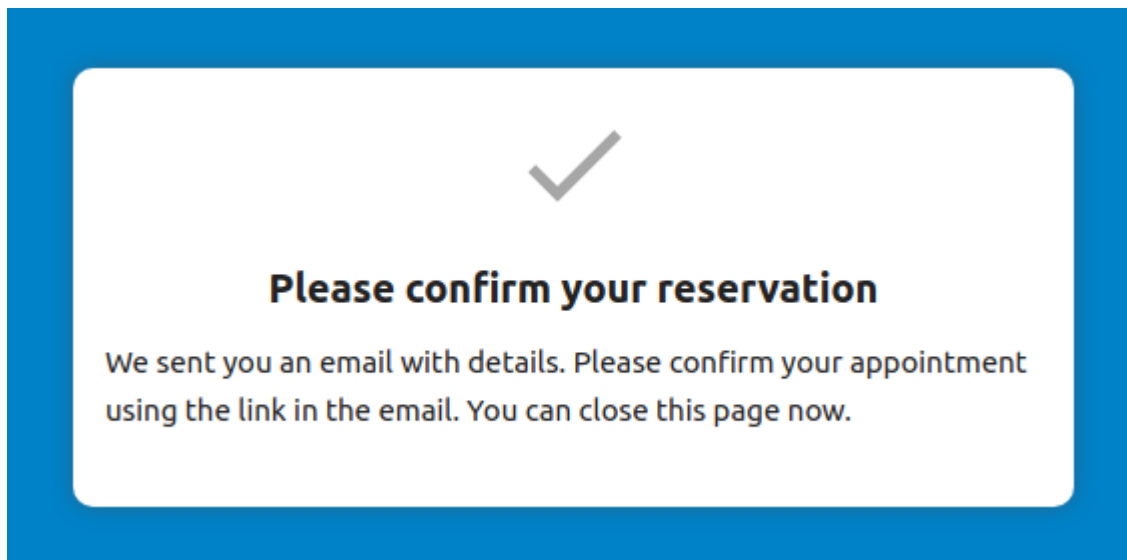 Please confirm your reservation
We sent you an email with details. Please confirm your appointment
using the link in the email. You can close this page now.